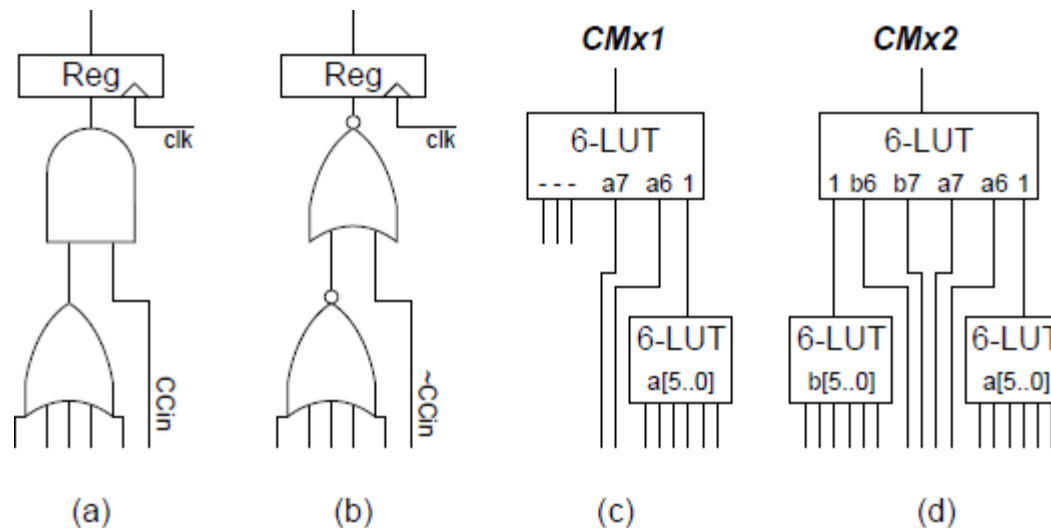 Reg
clk
CCin
(a)
Reg
clk
~CCin
(b)
CMx1
6-LUT
- - - a7 a6 1
6-LUT
a[5..0]
(c)
CMx2
6-LUT
1 b6 b7 a7 a6 1
6-LUT
b[5..0]
6-LUT
a[5..0]
(d)